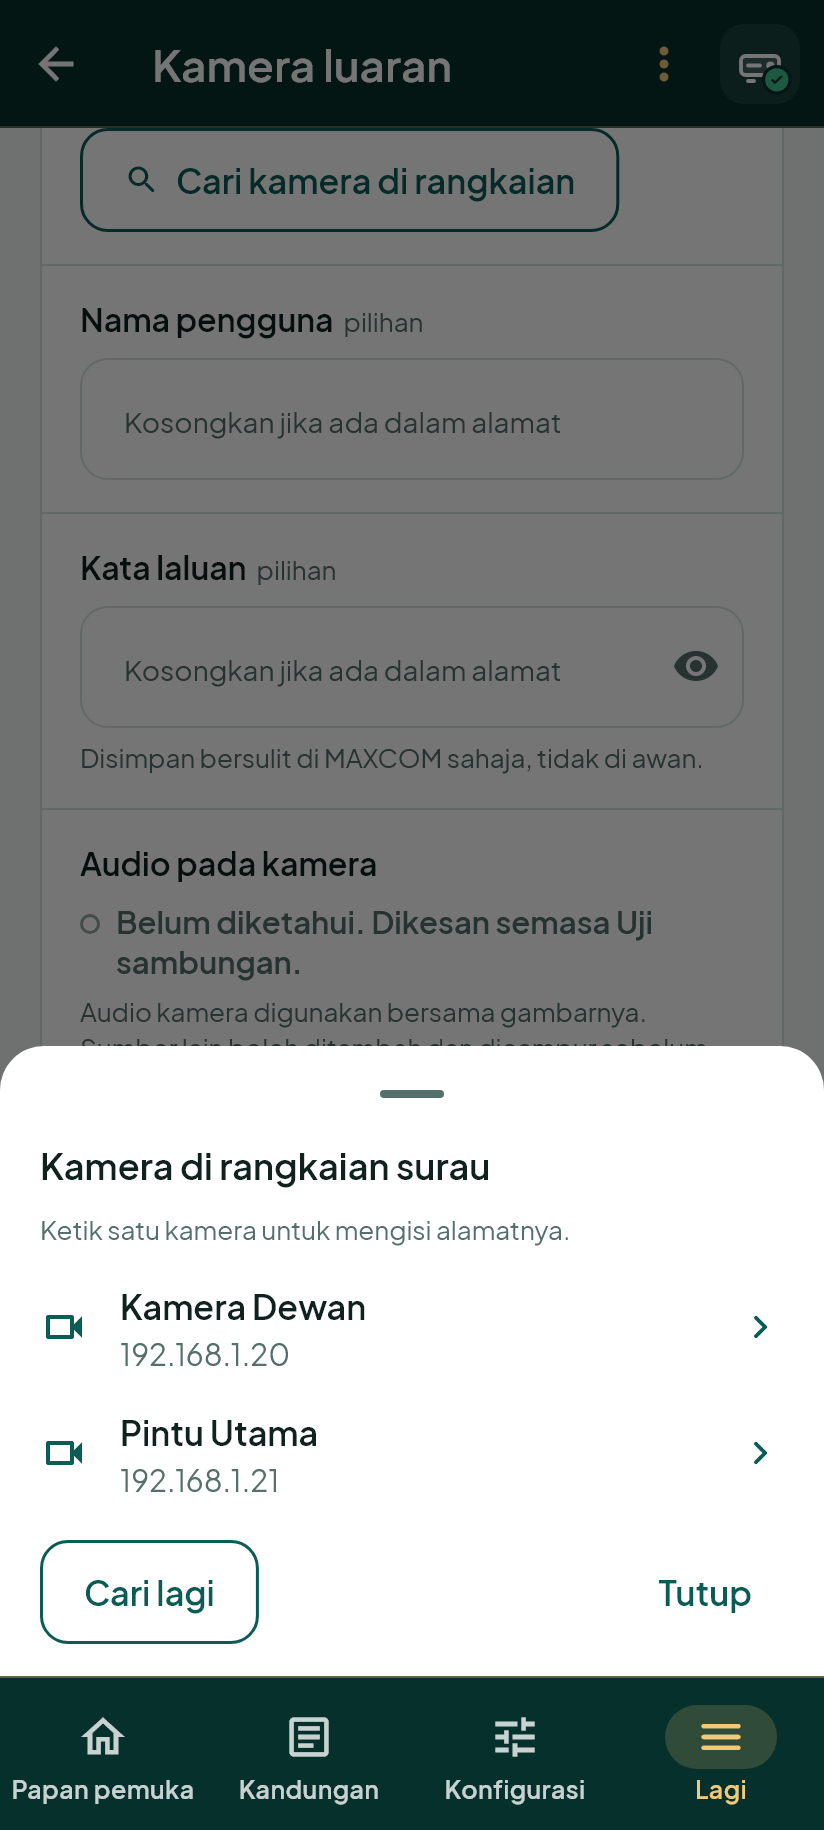 Kamera luaran
Cari kamera di rangkaian
Nama pengguna pilihan
Kosongkan jika ada dalam alamat
Kata laluan pilihan
Kosongkan jika ada dalam alamat
Disimpan bersulit di MAXCOM sahaja, tidak di awan.
Audio pada kamera
Belum diketahui. Dikesan semasa Uji
sambungan.
Audio kamera digunakan bersama gambarnya.
Kamera di rangkaian surau
Ketik satu kamera untuk mengisi alamatnya.
Kamera Dewan
192.168.1.20
Pintu Utama
192.168.1.21
Cari lagi
Tutup
Papan pemuka
Kandungan
Konfigurasi
Lagi